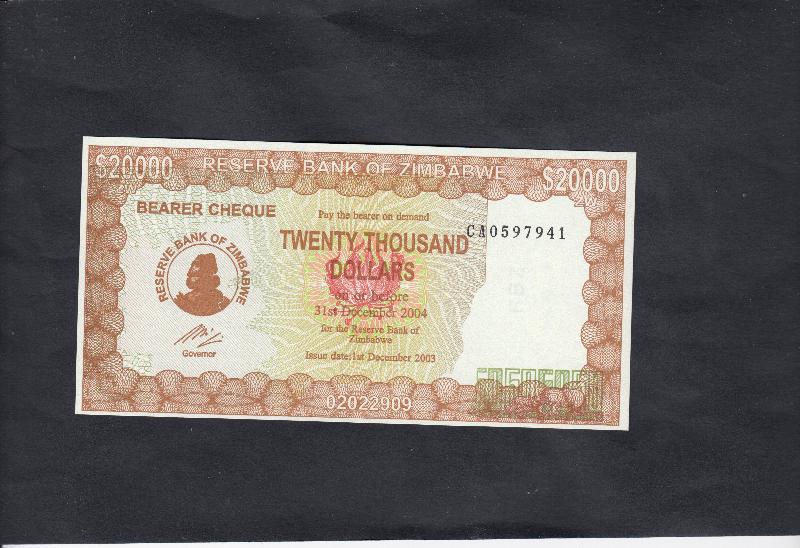 $20000
RESERVE BANK OF ZIMBABWE
$20000
BEARER CHEQUE
Pay the bearer on demand
CA0597941
TWENTY THOUSAND
DOLLARS
on or before
31st December 2004
for the Reserve Bank of
Zimbabwe
Issue date:1st December 2003
RESERVE BANK OF ZIMBABWE
Governor
02022909